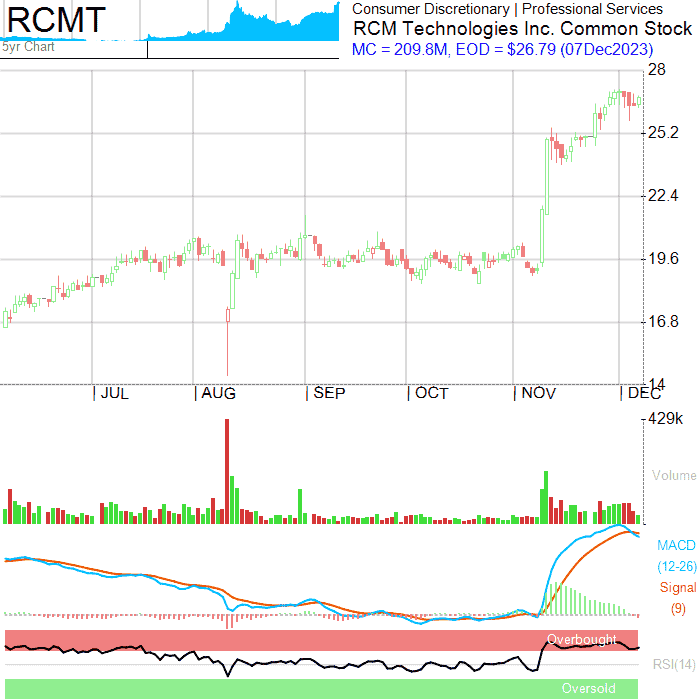 RCMT
5yr Chart
Consumer Discretionary | Professional Services
RCM Technologies Inc. Common Stock
MC = 209.8M, EOD = $26.79 (07Dec2023)
28
25.2
22.4
19.6
16.8
14
JUL AUG SEP OCT NOV DEC
429k
Volume
MACD
(12-26)
Signal
(9)
Overbought
RSI(14)
Oversold